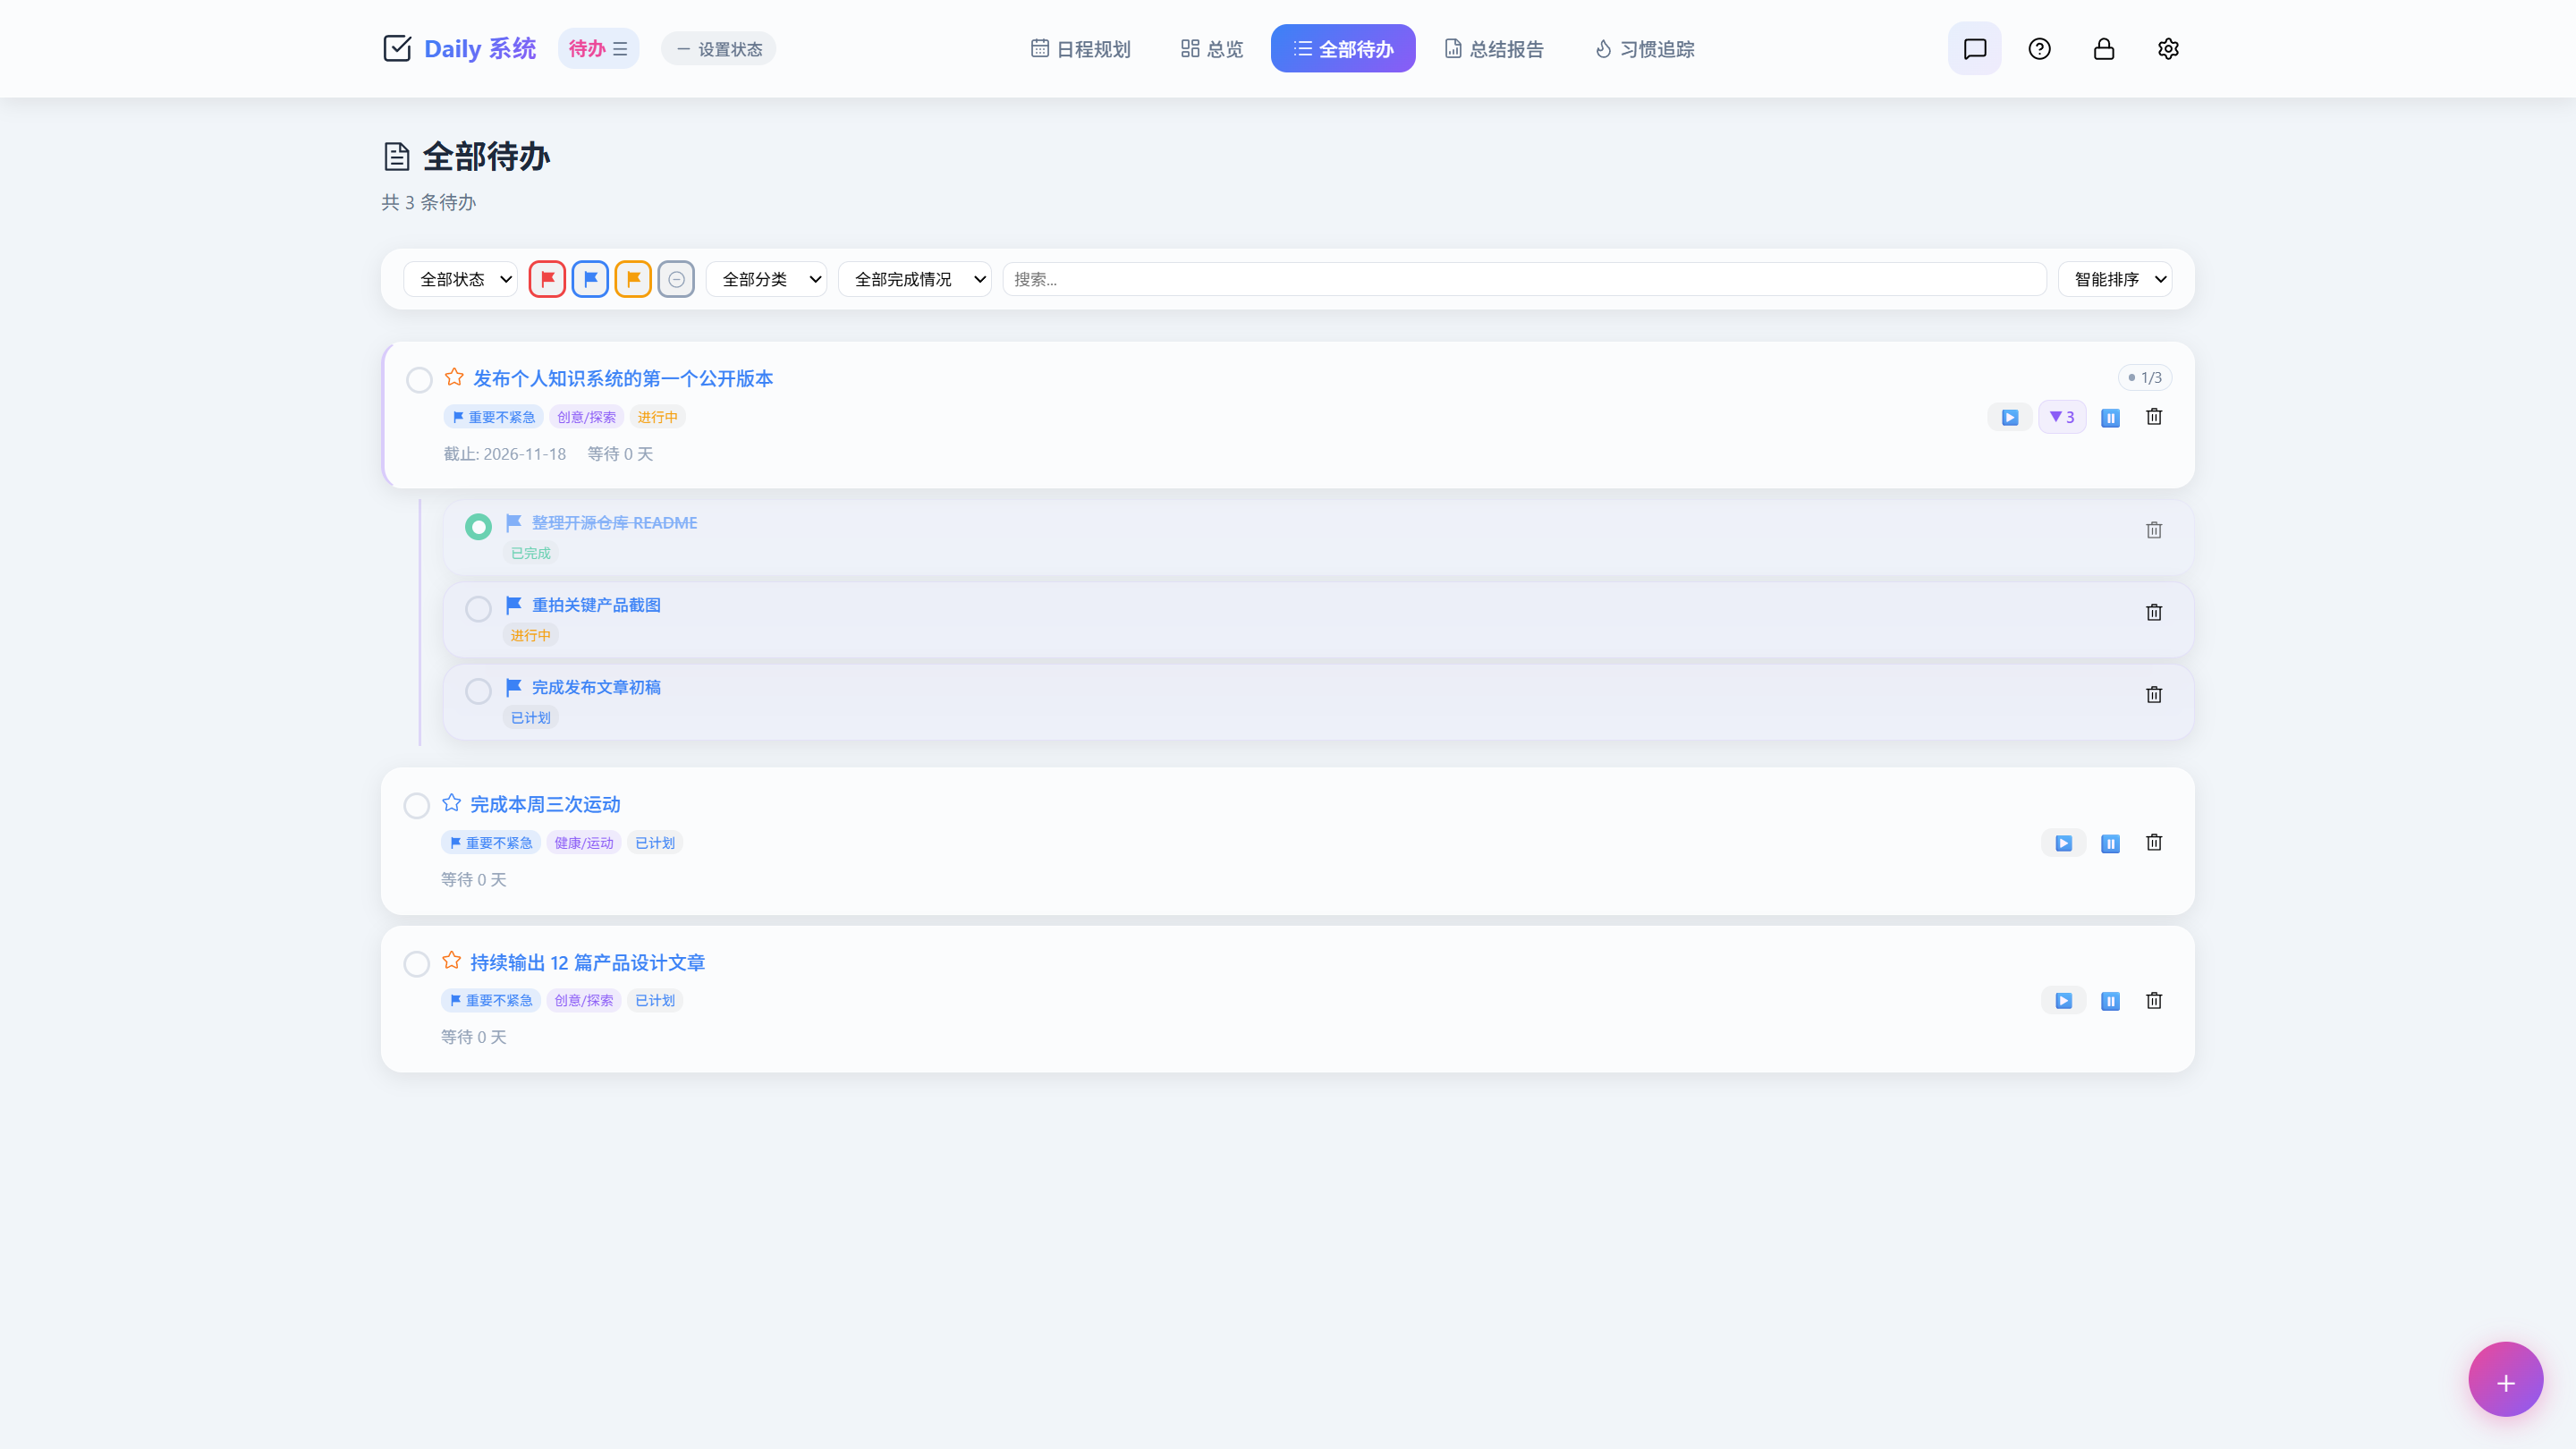 Daily 系统 待办 设置状态 日程规划 总览 全部待办 总结报告 习惯追踪
全部待办
共 3 条待办
全部状态 全部分类 全部完成情况 搜索... 智能排序
发布个人知识系统的第一个公开版本 1/3
重要不紧急 创意/探索 进行中 ▼ 3
截止: 2026-11-18 等待 0 天
整理开源仓库 README
已完成
重拍关键产品截图
进行中
完成发布文章初稿
已计划
完成本周三次运动
重要不紧急 健康/运动 已计划
等待 0 天
持续输出 12 篇产品设计文章
重要不紧急 创意/探索 已计划
等待 0 天
+